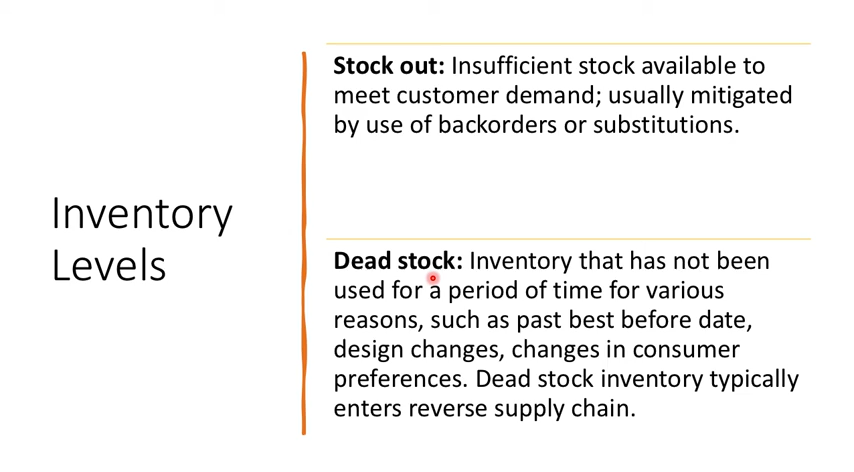 Inventory
Levels
Stock out: Insufficient stock available to
meet customer demand; usually mitigated
by use of backorders or substitutions.
Dead stock: Inventory that has not been
used for a period of time for various
reasons, such as past best before date,
design changes, changes in consumer
preferences. Dead stock inventory typically
enters reverse supply chain.